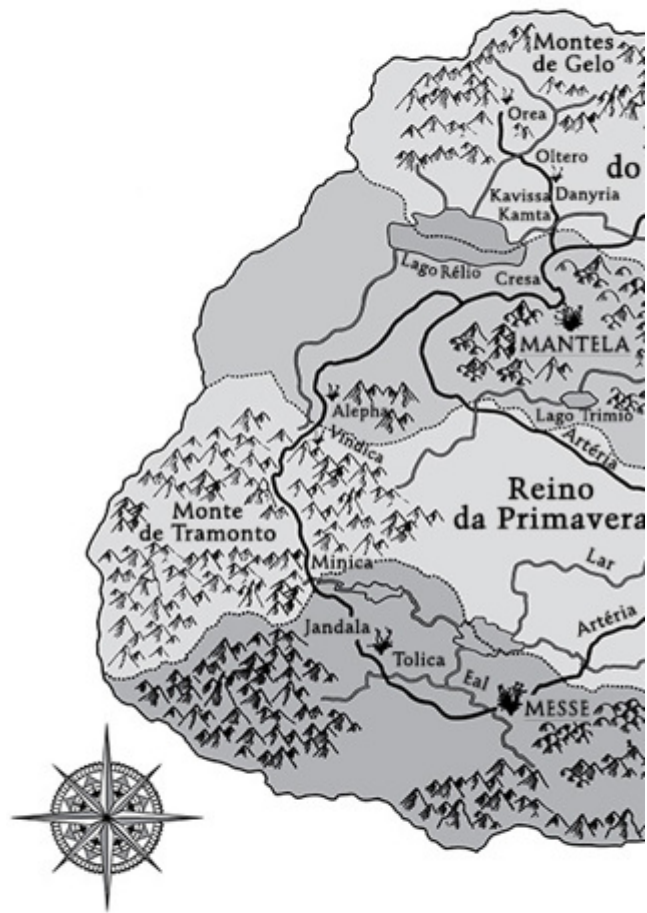 Montes
de Gelo
Orea
Oltero
do
Kavissa
Danyria
Kamta
Lago Rélio
Cresa
MANTELA
Alepha
Lago Trimio
Víndica
Artéria
Reino
da Primavera
Monte
de Tramonto
Minica
Lar
Artéria
Jandala
Tolica
Eal
MESSE